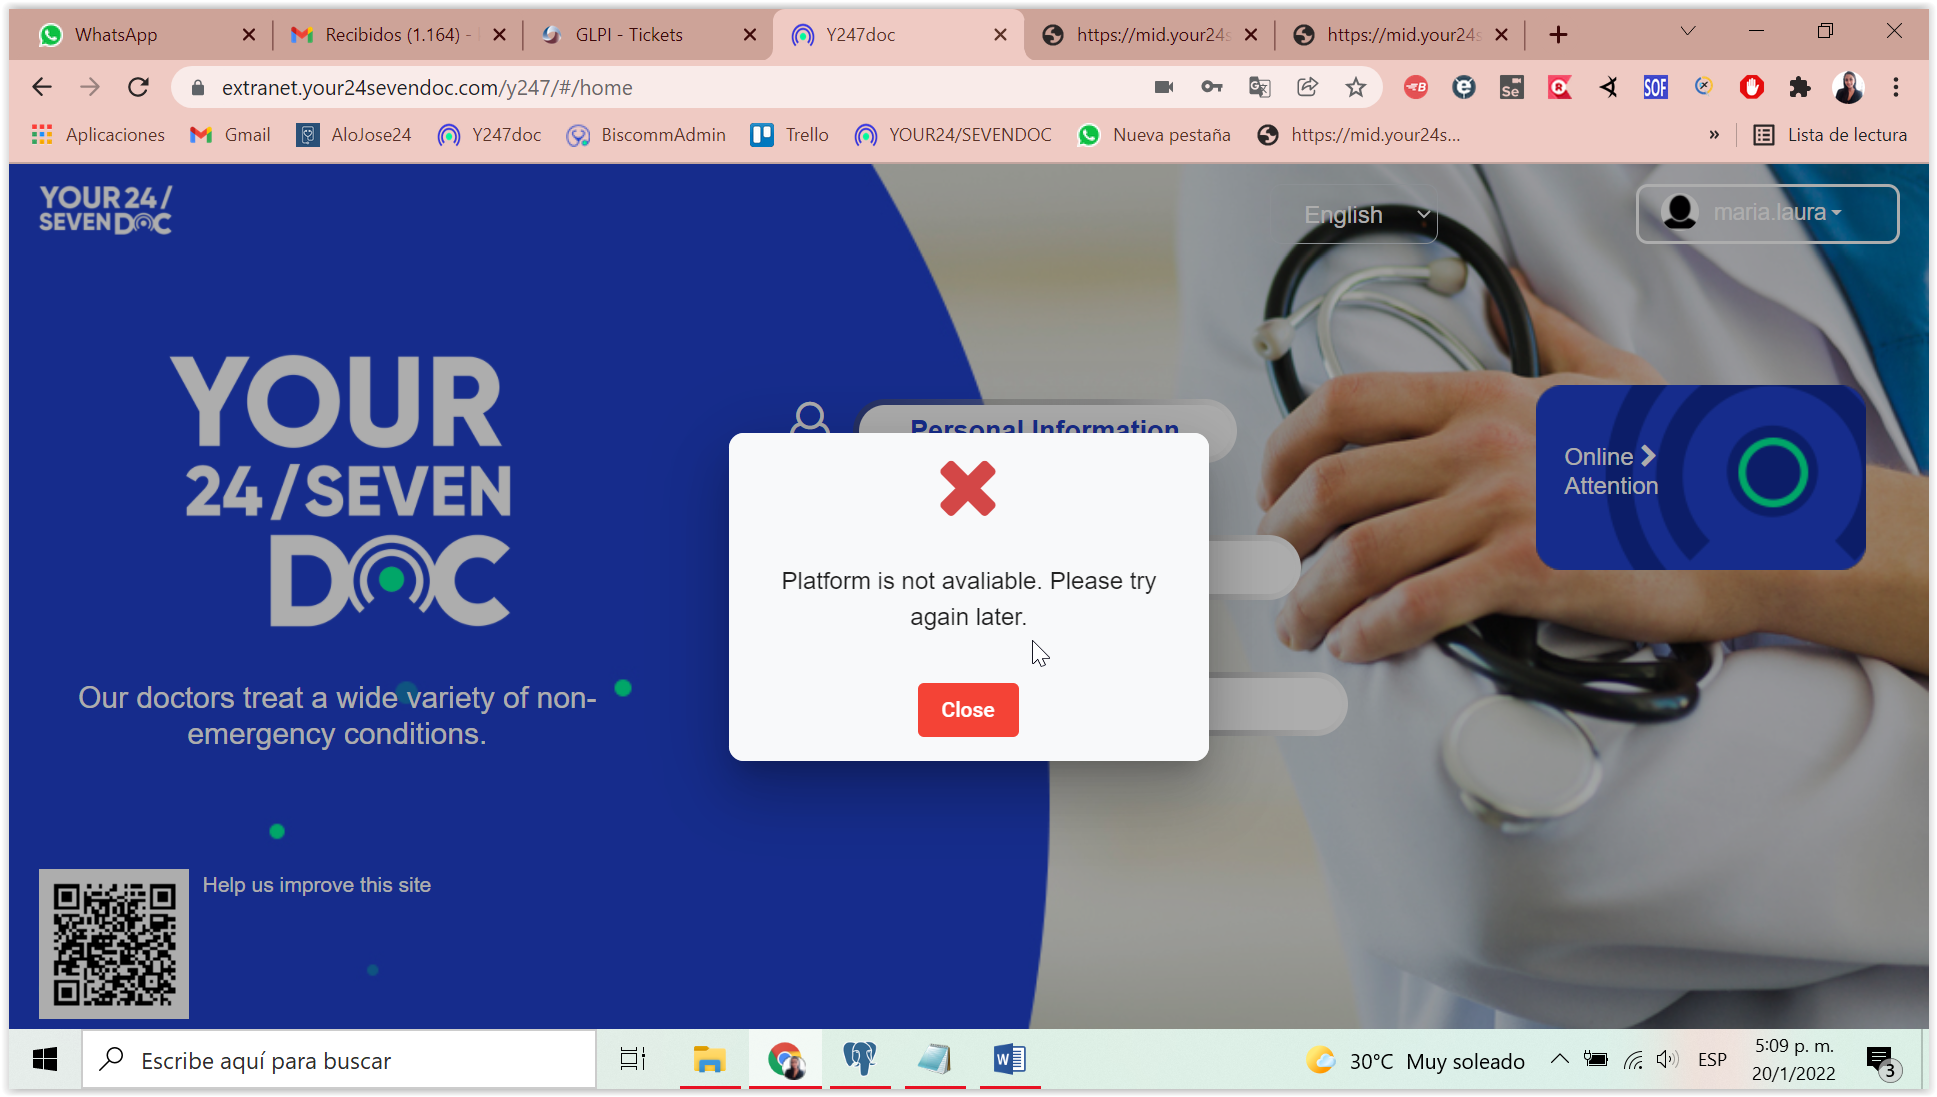 WhatsApp
Recibidos (1.164) -
GLPI - Tickets
Y247doc
https://mid.your24s
https://mid.your24s
extranet.your24sevendoc.com/y247/#/home
Se
SOF
Aplicaciones
Gmail
AloJose24
Y247doc
BiscommAdmin
Trello
YOUR24/SEVENDOC
Nueva pestaña
https://mid.your24s...
»
Lista de lectura
YOUR 24/
SEVEN DOC
English
maria.laura
YOUR
24/SEVEN
DOC
Personal Information
Online
Attention
Platform is not avaliable. Please try
again later.
Close
Our doctors treat a wide variety of non-
emergency conditions.
Help us improve this site
Escribe aquí para buscar
30°C Muy soleado
ESP
5:09 p. m.
20/1/2022
3